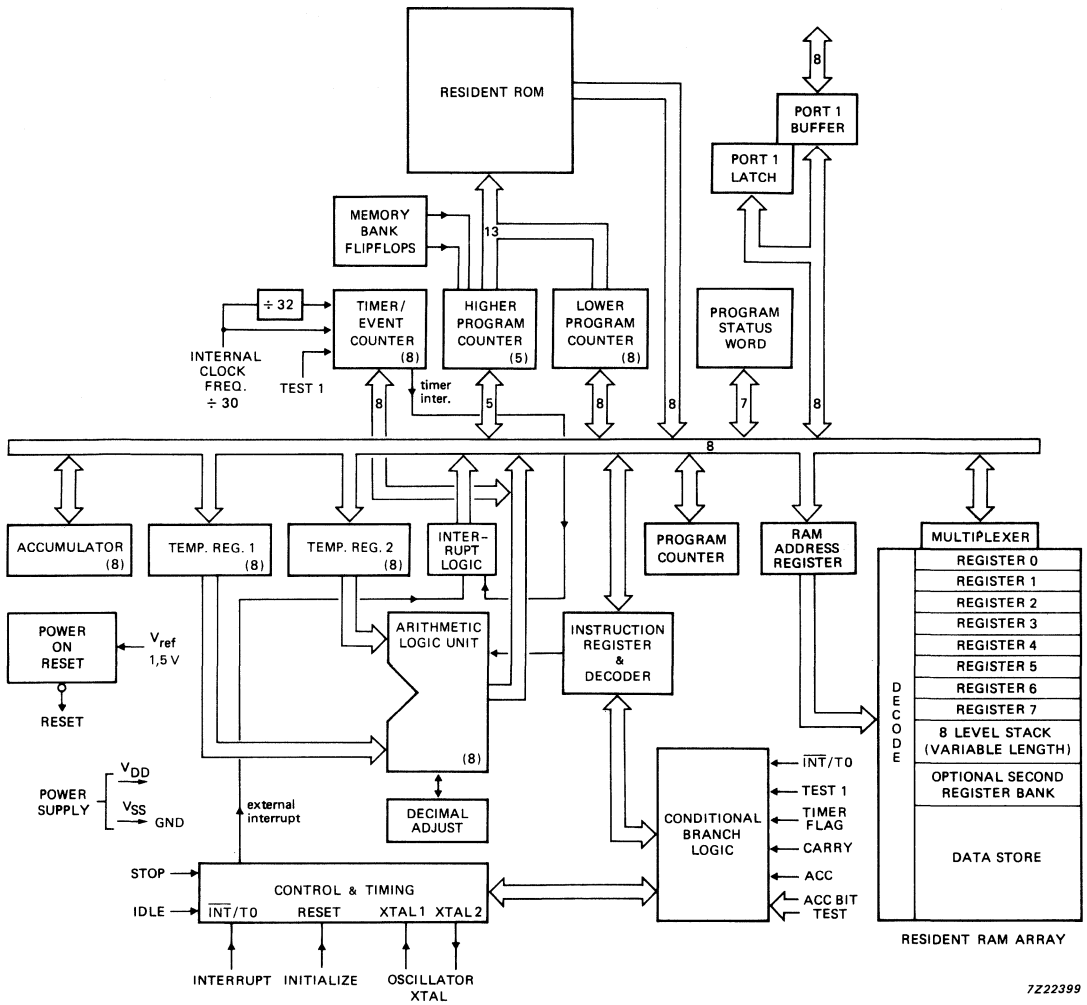 RESIDENT ROM
8
PORT 1
BUFFER
PORT 1
LATCH
MEMORY
BANK
FLIPFLOPS
13
÷ 32
TIMER/
EVENT
COUNTER
(8)
HIGHER
PROGRAM
COUNTER
(5)
LOWER
PROGRAM
COUNTER
(8)
PROGRAM
STATUS
WORD
INTERNAL
CLOCK
FREQ.
÷ 30
TEST 1
timer
inter.
8
5
8
8
7
8
8
ACCUMULATOR
(8)
TEMP. REG. 1
(8)
TEMP. REG. 2
(8)
INTER-
RUPT
LOGIC
PROGRAM
COUNTER
RAM
ADDRESS
REGISTER
MULTIPLEXER
REGISTER 0
REGISTER 1
REGISTER 2
REGISTER 3
REGISTER 4
REGISTER 5
REGISTER 6
REGISTER 7
8 LEVEL STACK
(VARIABLE LENGTH)
OPTIONAL SECOND
REGISTER BANK
DATA STORE
DECODE
RESIDENT RAM ARRAY
POWER
ON
RESET
Vref
1,5 V
RESET
ARITHMETIC
LOGIC UNIT
(8)
INSTRUCTION
REGISTER
&
DECODER
DECIMAL
ADJUST
POWER
SUPPLY
VDD
VSS
GND
external
interrupt
CONDITIONAL
BRANCH
LOGIC
INT/T0
TEST 1
TIMER
FLAG
CARRY
ACC
ACC BIT
TEST
STOP
IDLE
CONTROL & TIMING
INT/T0 RESET XTAL 1 XTAL 2
INTERRUPT INITIALIZE OSCILLATOR
XTAL
7Z22399